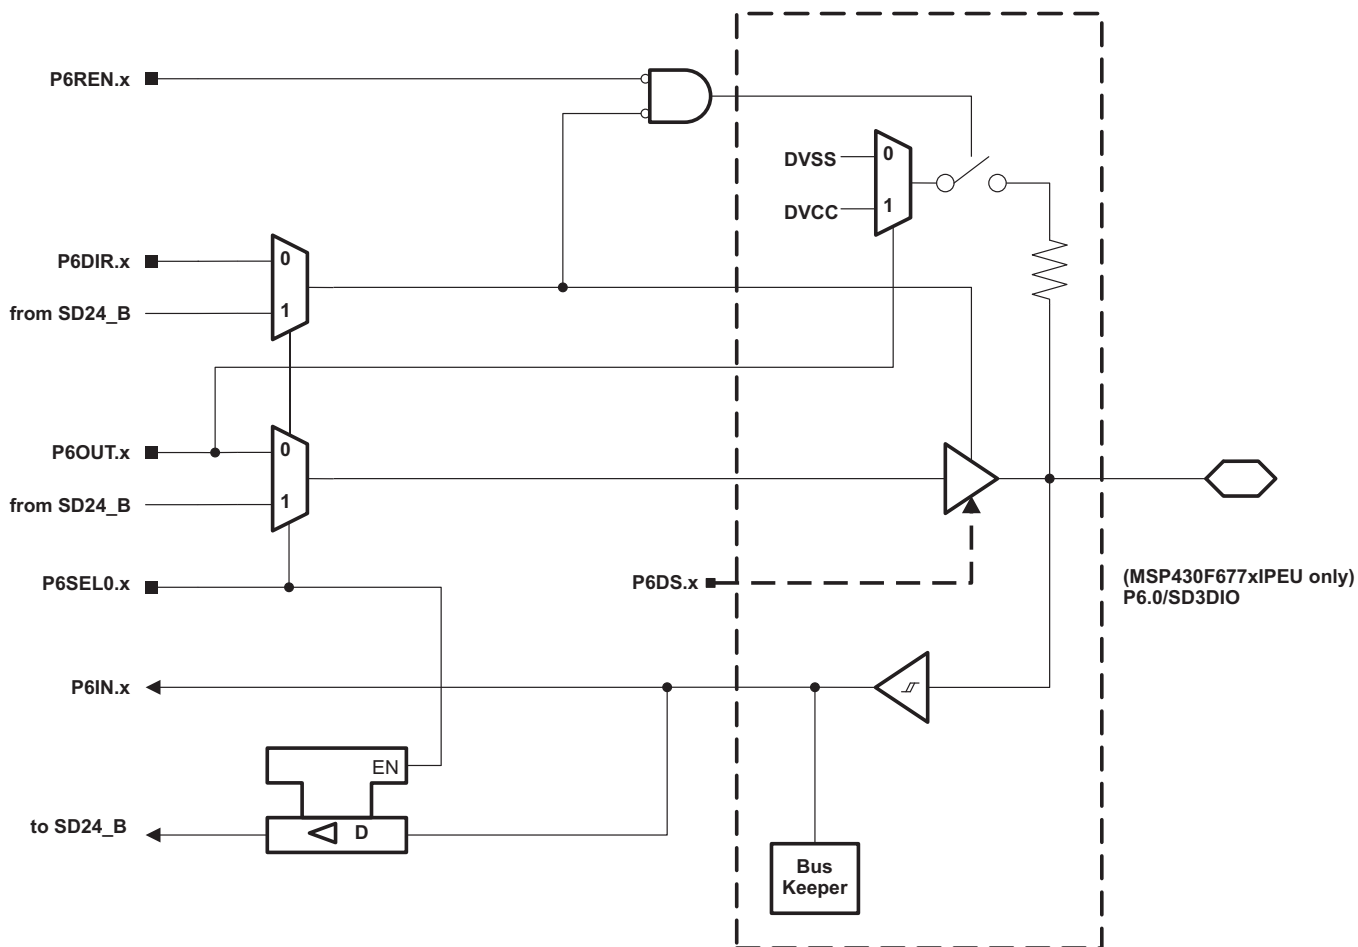 P6REN.x
DVSS
0
DVCC
1
P6DIR.x
0
from SD24_B
1
P6OUT.x
0
from SD24_B
1
P6SEL0.x
P6DS.x
(MSP430F677xIPEU only)
P6.0/SD3DIO
P6IN.x
EN
to SD24_B
D
Bus
Keeper